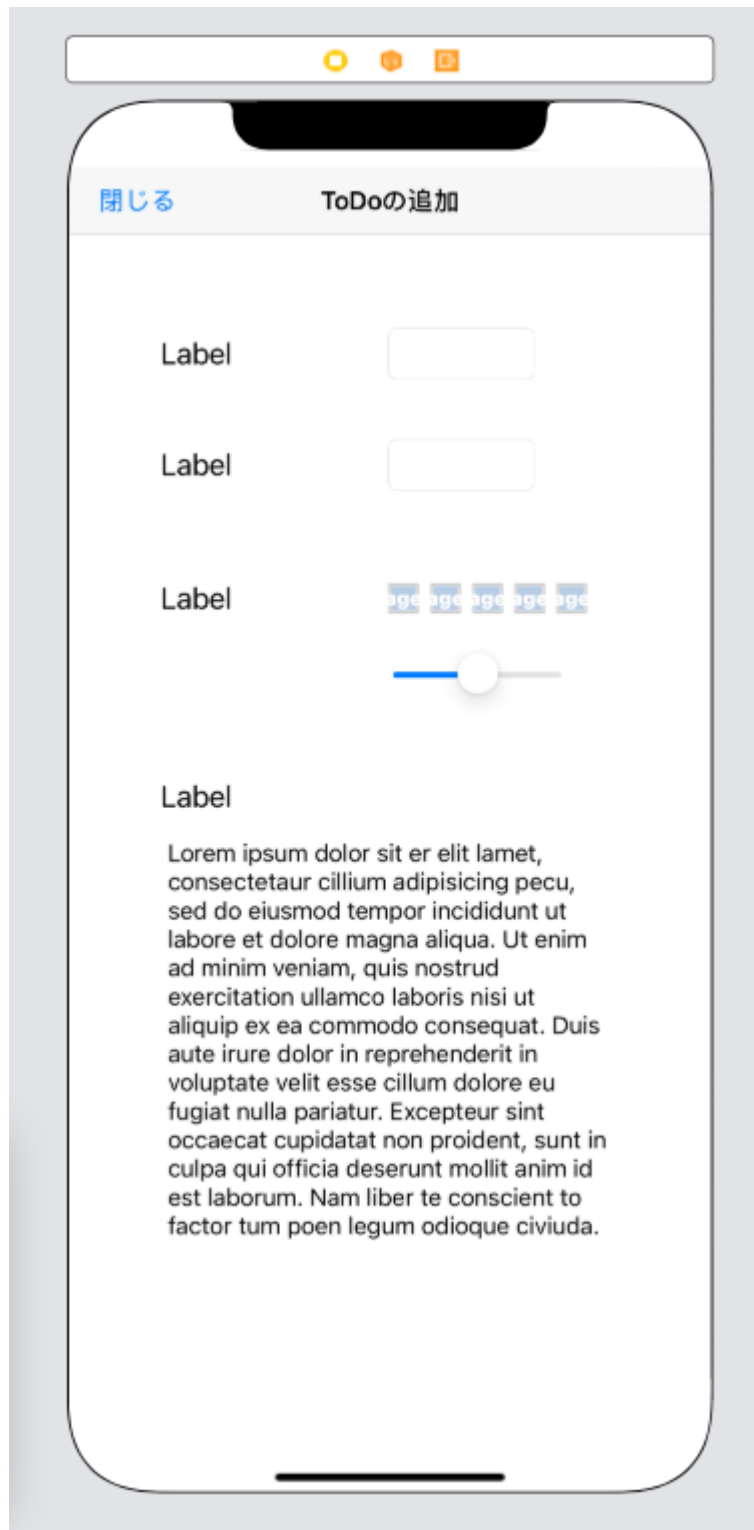 閉じる ToDoの追加
Label
Label
Label age age age age age
Label
Lorem ipsum dolor sit er elit lamet,
consectetaur cillium adipisicing pecu,
sed do eiusmod tempor incididunt ut
labore et dolore magna aliqua. Ut enim
ad minim veniam, quis nostrud
exercitation ullamco laboris nisi ut
aliquip ex ea commodo consequat. Duis
aute irure dolor in reprehenderit in
voluptate velit esse cillum dolore eu
fugiat nulla pariatur. Excepteur sint
occaecat cupidatat non proident, sunt in
culpa qui officia deserunt mollit anim id
est laborum. Nam liber te conscient to
factor tum poen legum odioque civiuda.